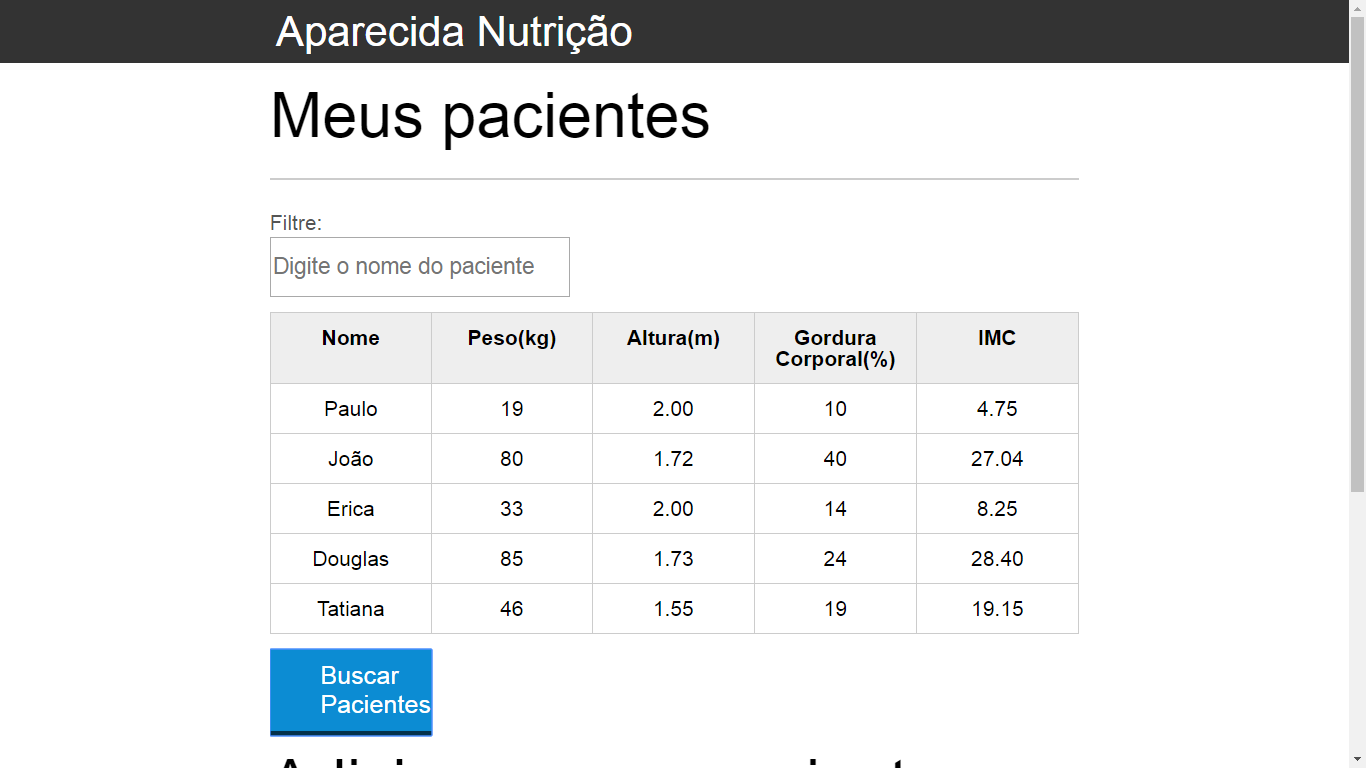 Aparecida Nutrição
Meus pacientes
Filtre:
Digite o nome do paciente
Nome Peso(kg) Altura(m) Gordura Corporal(%) IMC
Paulo 19 2.00 10 4.75
João 80 1.72 40 27.04
Erica 33 2.00 14 8.25
Douglas 85 1.73 24 28.40
Tatiana 46 1.55 19 19.15
Buscar
Pacientes